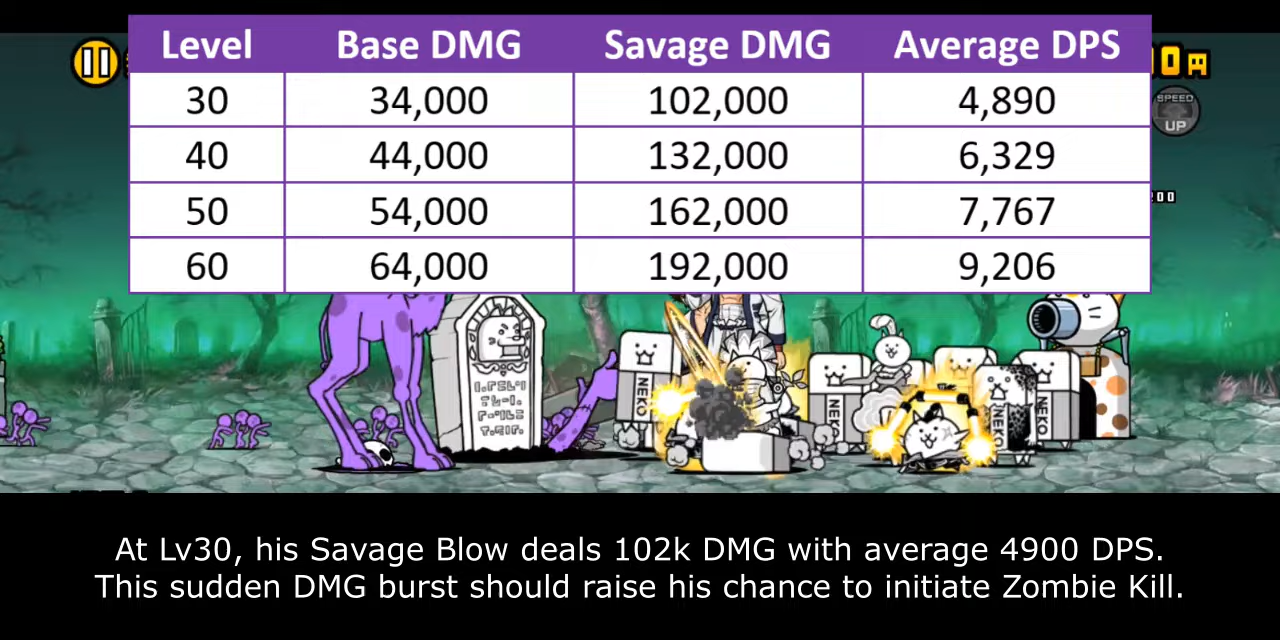 Level Base DMG Savage DMG Average DPS
30 34,000 102,000 4,890
40 44,000 132,000 6,329
50 54,000 162,000 7,767
60 64,000 192,000 9,206
SPEED
UP
NEKO
NEKO
NEKO
NEKO
At Lv30, his Savage Blow deals 102k DMG with average 4900 DPS.
This sudden DMG burst should raise his chance to initiate Zombie Kill.